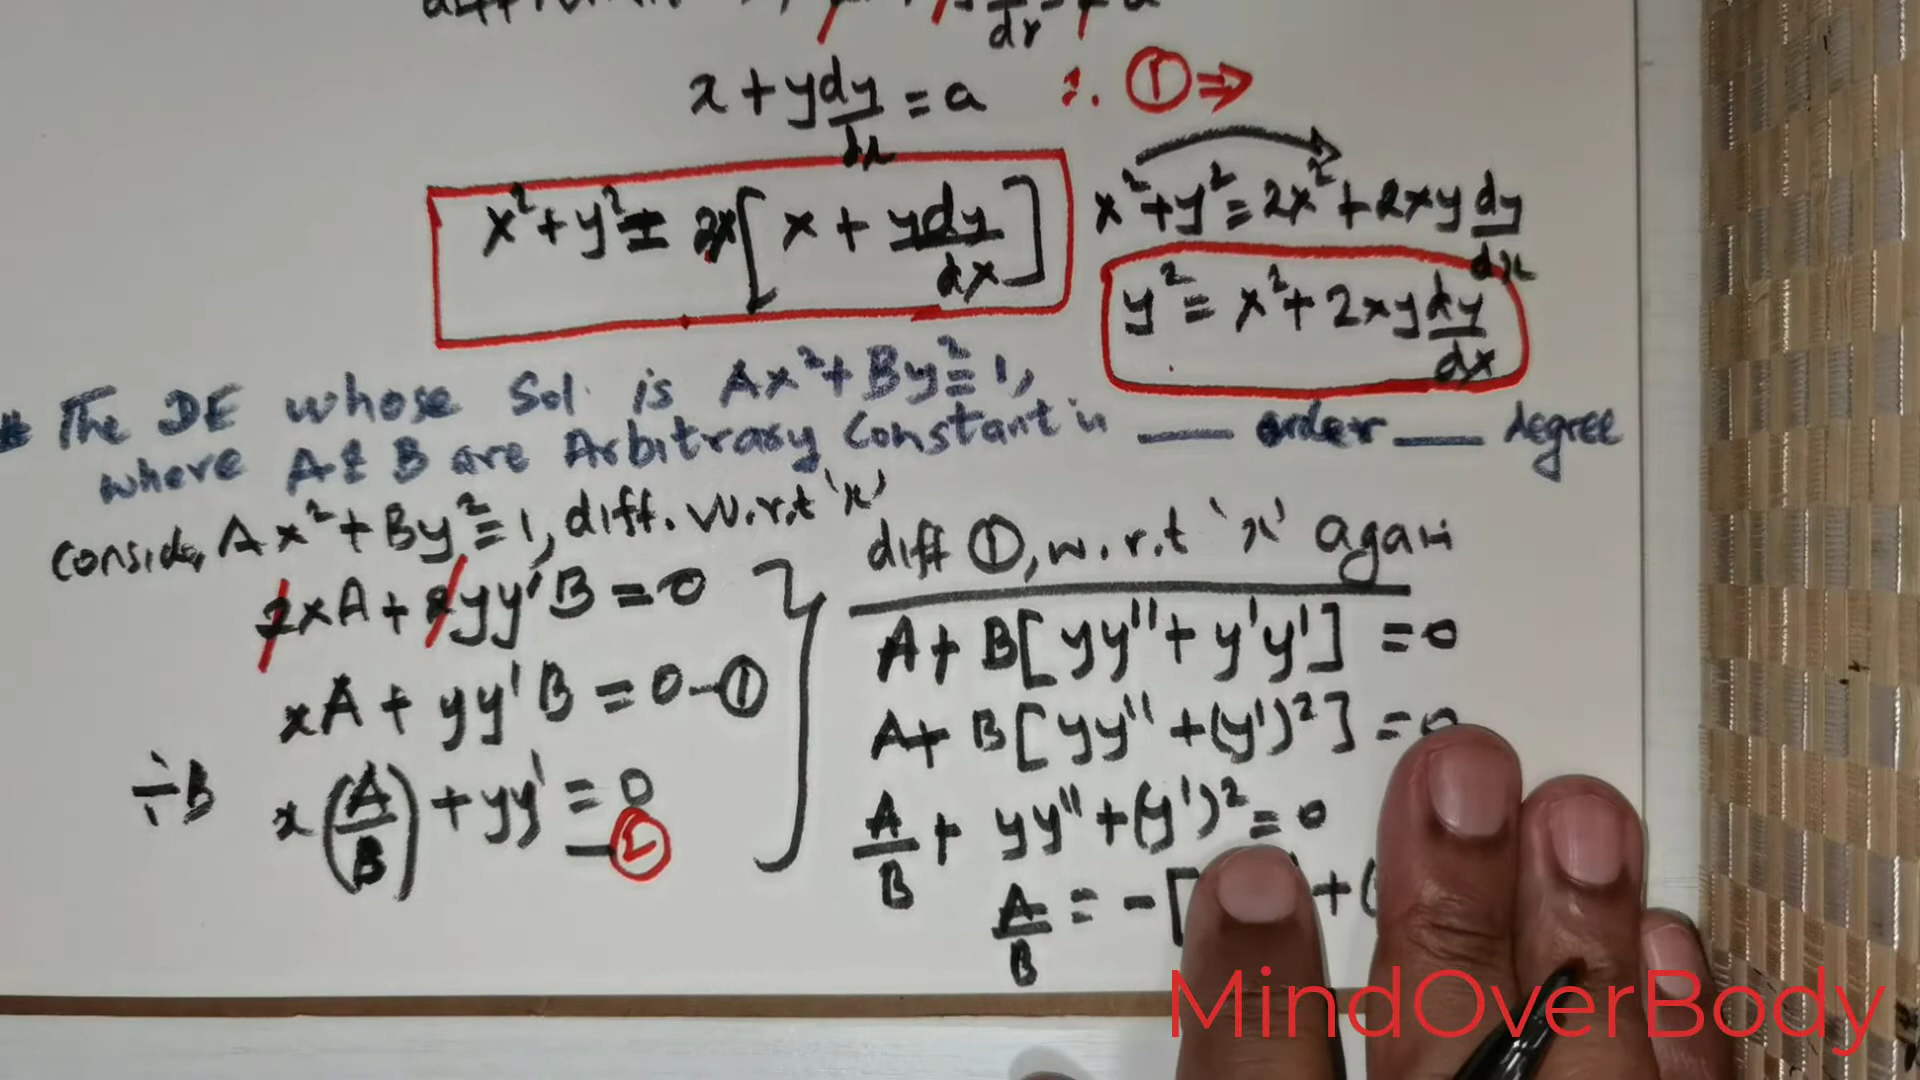 x + y dy/dx = a ∴ ① ⇒
x² + y² = 2x [ x + y dy/dx ]
x² + y² = 2x² + 2xy dy/dx
y² = x² + 2xy dy/dx
The DE whose Sol. is Ax² + By² = 1,
where A & B are Arbitrary Constant is ___ order ___ degree
Ax² + By² = 1, diff. w.r.t 'x'
2xA + 2yy'B = 0
xA + yy'B = 0 - ①
÷B x(A/B) + yy' = 0 - ②
diff ①, w.r.t 'x' again
A + B[yy'' + y'y'] = 0
A + B[yy'' + (y')²] = 0
A/B + yy'' + (y')² = 0
A/B = -[ + (
MindOverBody